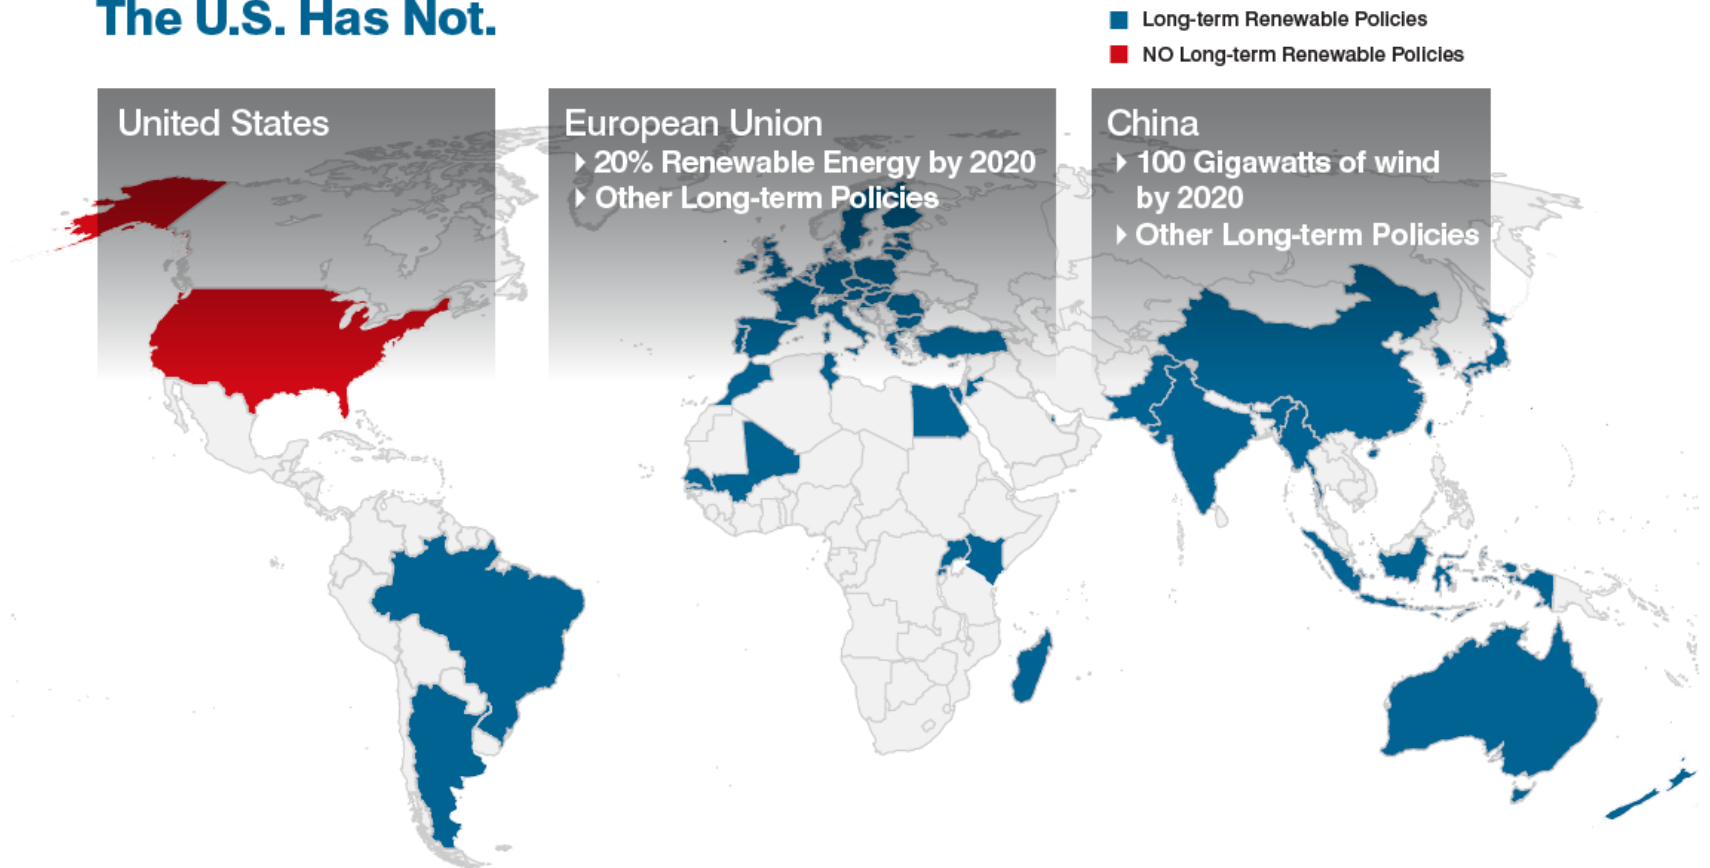 The U.S. Has Not.
Long-term Renewable Policies
NO Long-term Renewable Policies
United States
European Union
20% Renewable Energy by 2020
Other Long-term Policies
China
100 Gigawatts of wind
by 2020
Other Long-term Policies